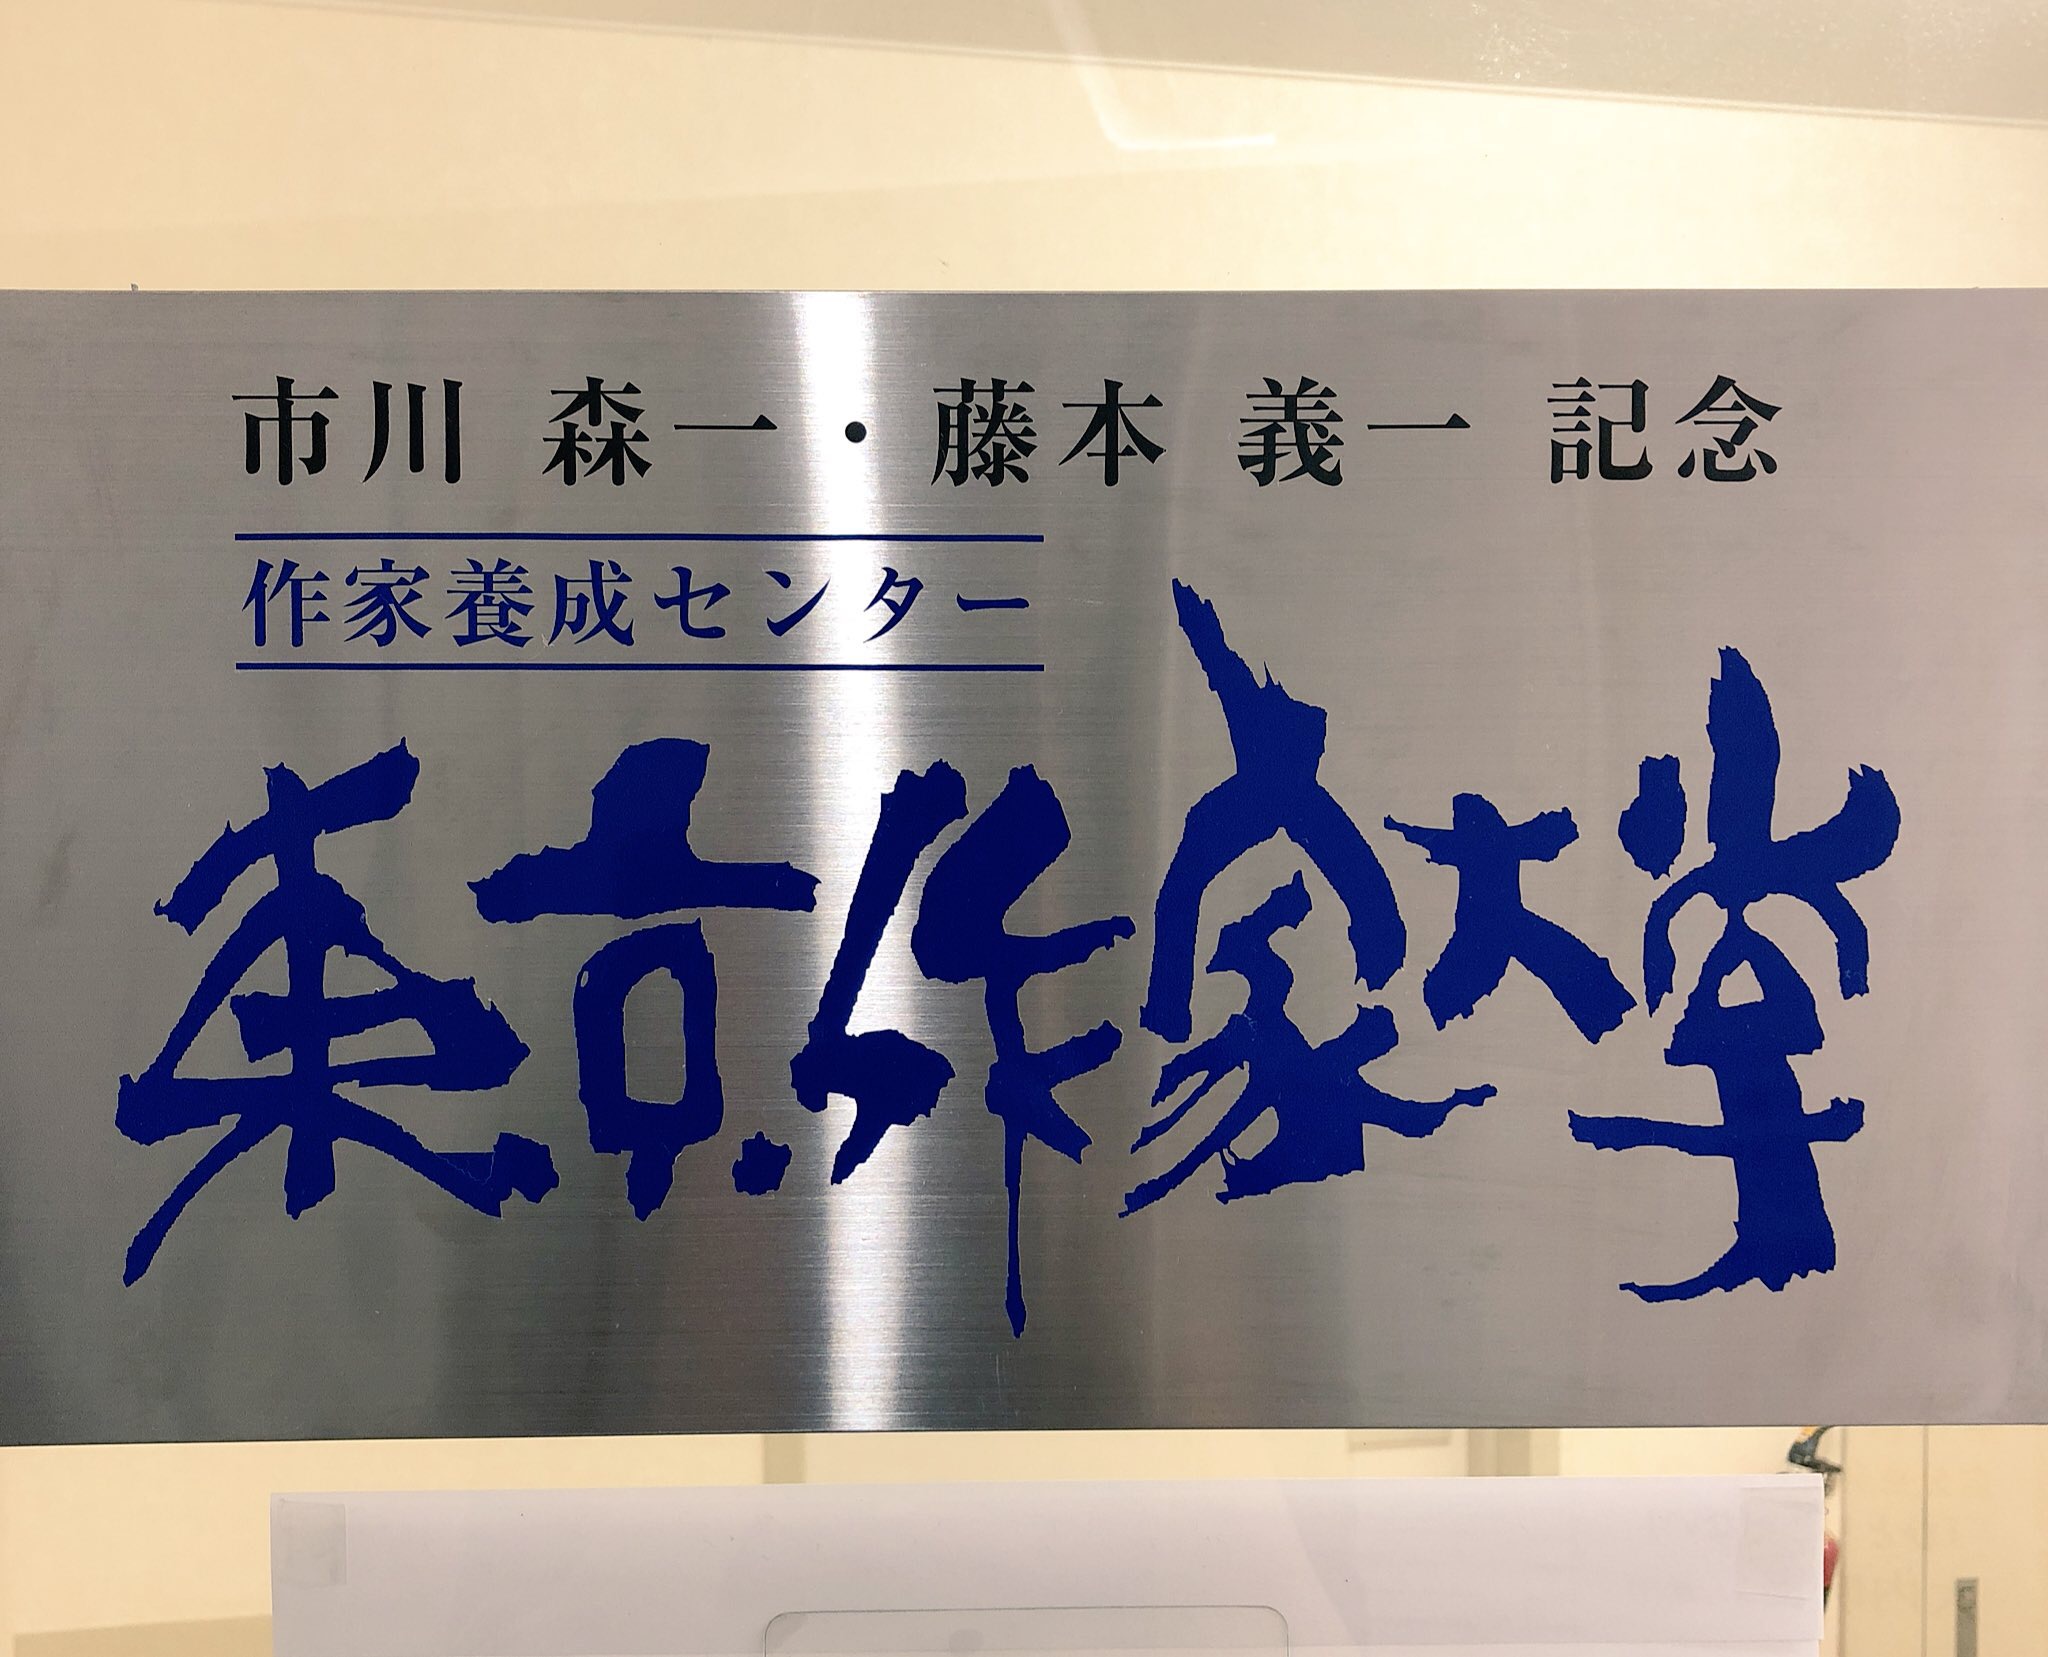 市川 森一・藤本 義一 記念
作家養成センター
東京作家大学